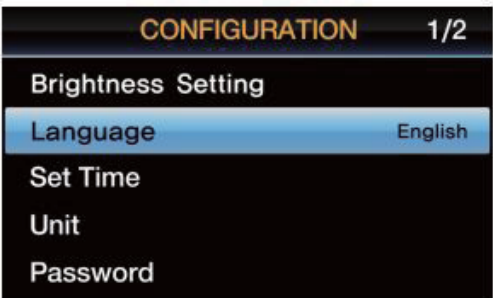 CONFIGURATION 1/2
Brightness Setting
Language English
Set Time
Unit
Password